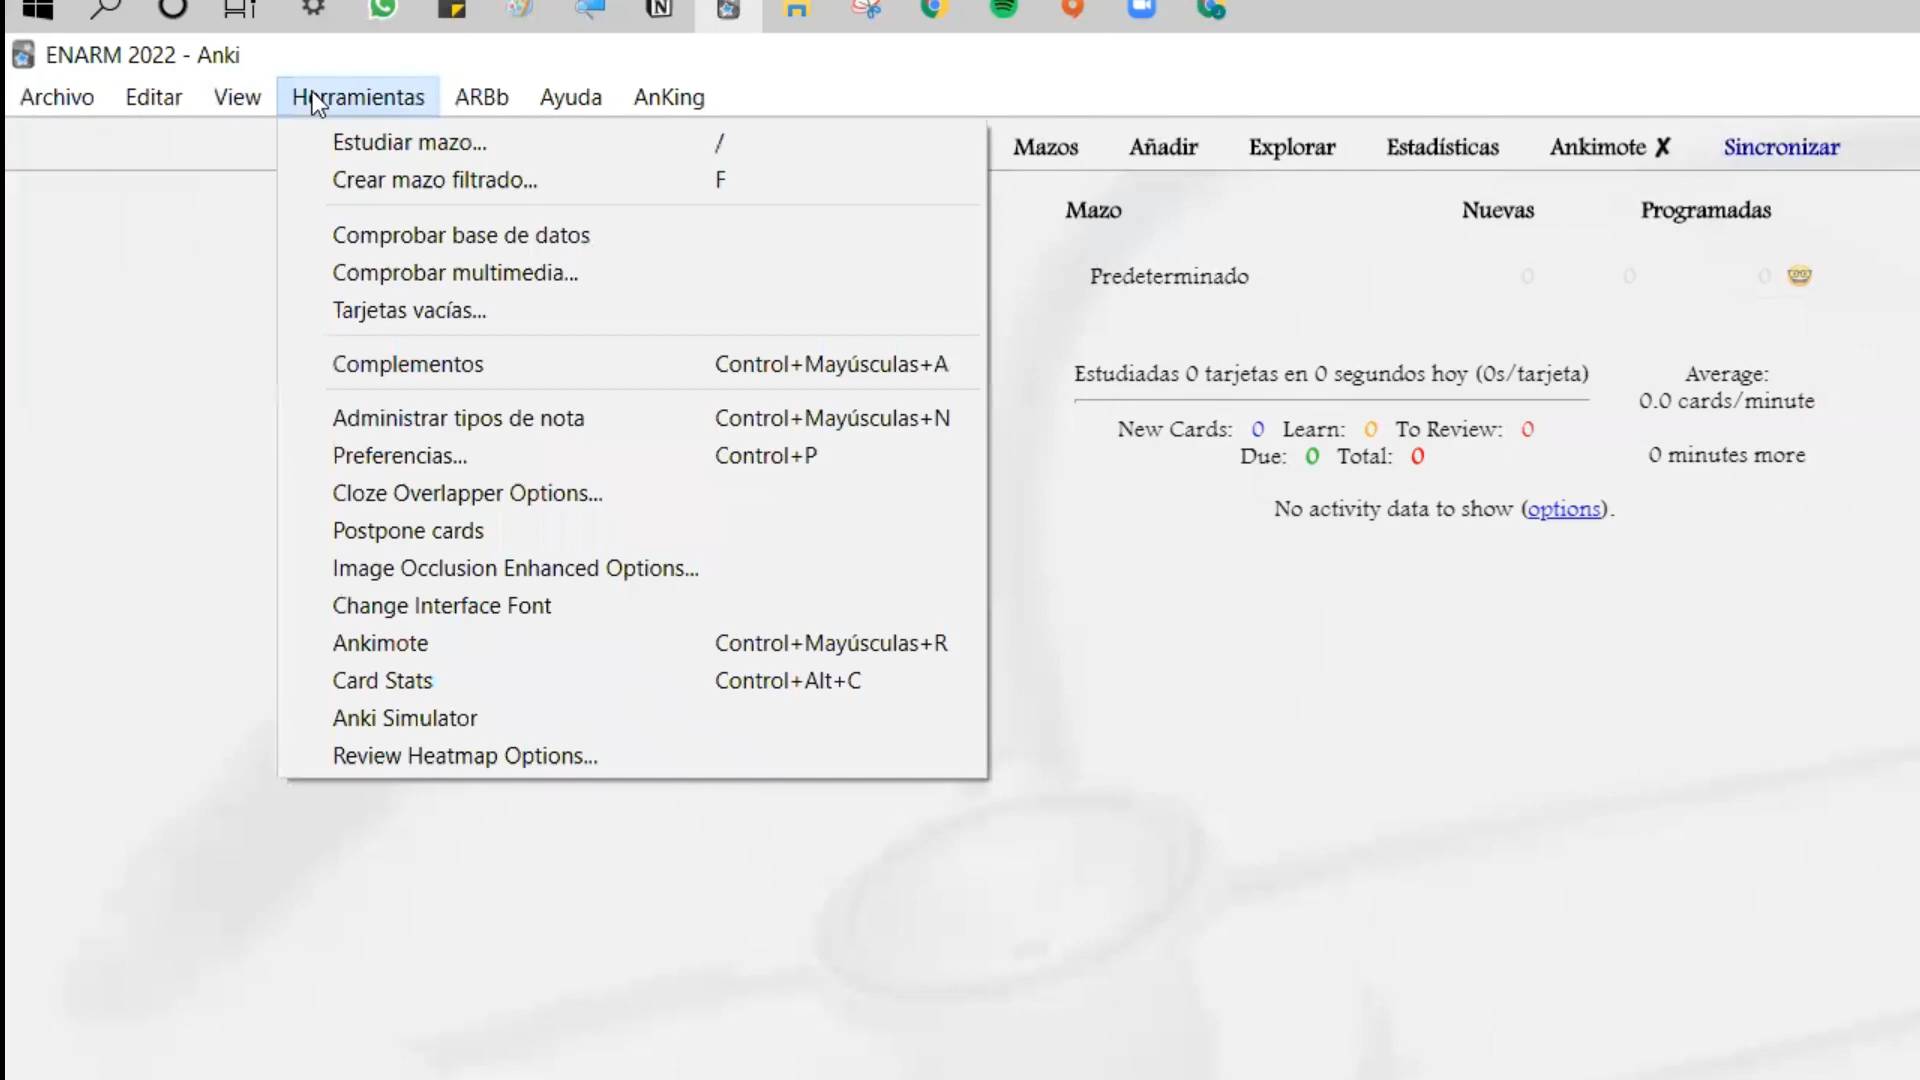 ENARM 2022 - Anki
Archivo Editar View Herramientas ARBb Ayuda AnKing
Estudiar mazo... /
Crear mazo filtrado... F
Comprobar base de datos
Comprobar multimedia...
Tarjetas vacías...
Complementos Control+Mayúsculas+A
Administrar tipos de nota Control+Mayúsculas+N
Preferencias... Control+P
Cloze Overlapper Options...
Postpone cards
Image Occlusion Enhanced Options...
Change Interface Font
Ankimote Control+Mayúsculas+R
Card Stats Control+Alt+C
Anki Simulator
Review Heatmap Options...
Mazos Añadir Explorar Estadísticas Ankimote ✘ Sincronizar
Mazo Nuevas Programadas
Predeterminado 0 0 0
Estudiadas 0 tarjetas en 0 segundos hoy (0s/tarjeta)
New Cards: 0 Learn: 0 To Review: 0
Due: 0 Total: 0
Average:
0.0 cards/minute
0 minutes more
No activity data to show (options).